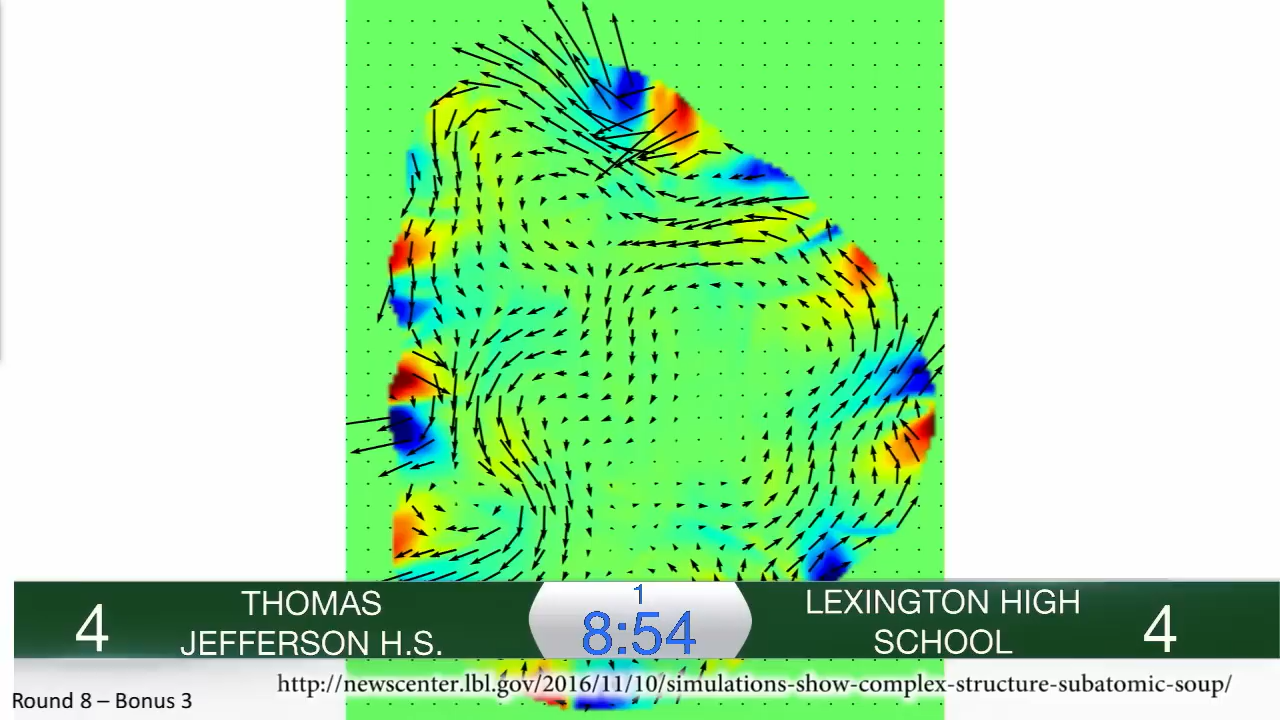 4
THOMAS
JEFFERSON H.S.
1
8:54
LEXINGTON HIGH
SCHOOL
4
http://newscenter.lbl.gov/2016/11/10/simulations-show-complex-structure-subatomic-soup/
Round 8 – Bonus 3